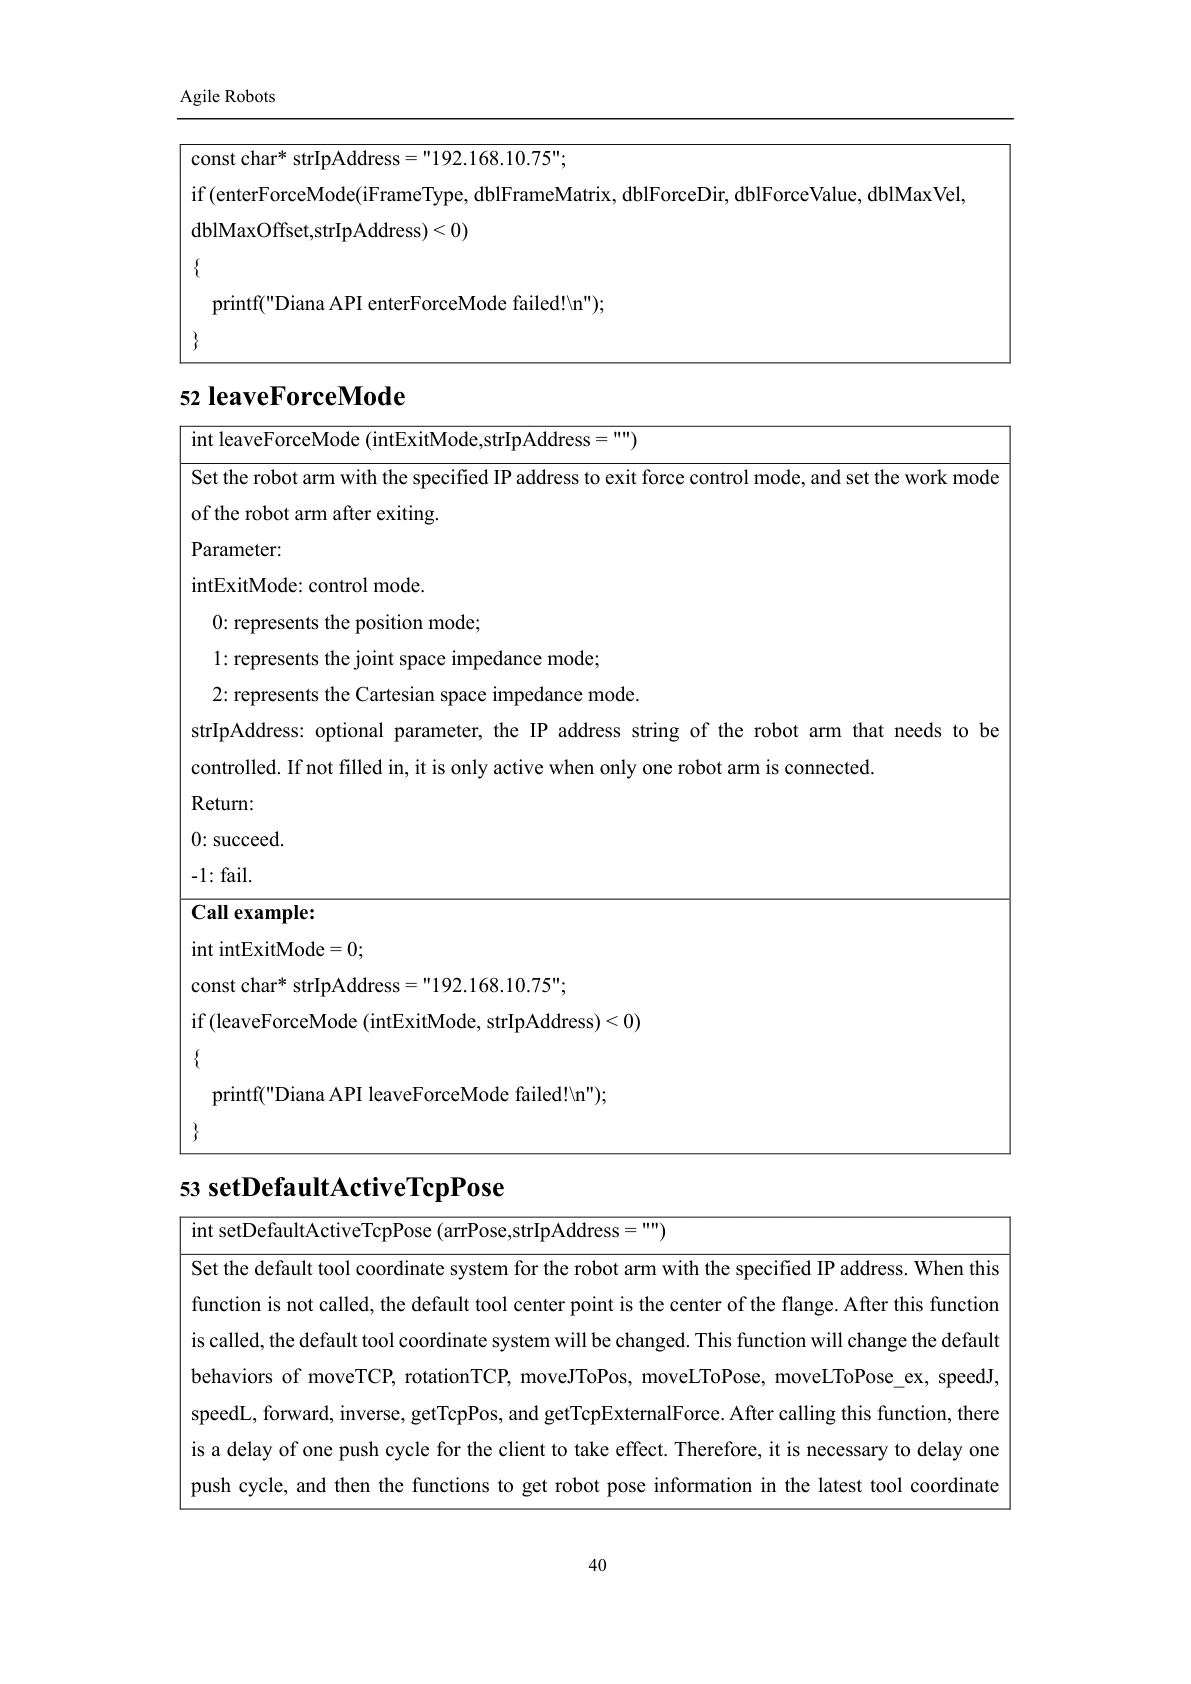 Agile Robots
const char* strIpAddress = "192.168.10.75";
if (enterForceMode(iFrameType, dblFrameMatrix, dblForceDir, dblForceValue, dblMaxVel,
dblMaxOffset,strIpAddress) < 0)
{
printf("Diana API enterForceMode failed!\n");
}
52 leaveForceMode
int leaveForceMode (intExitMode,strIpAddress = "")
Set the robot arm with the specified IP address to exit force control mode, and set the work mode
of the robot arm after exiting.
Parameter:
intExitMode: control mode.
0: represents the position mode;
1: represents the joint space impedance mode;
2: represents the Cartesian space impedance mode.
strIpAddress: optional parameter, the IP address string of the robot arm that needs to be
controlled. If not filled in, it is only active when only one robot arm is connected.
Return:
0: succeed.
-1: fail.
Call example:
int intExitMode = 0;
const char* strIpAddress = "192.168.10.75";
if (leaveForceMode (intExitMode, strIpAddress) < 0)
{
printf("Diana API leaveForceMode failed!\n");
}
53 setDefaultActiveTcpPose
int setDefaultActiveTcpPose (arrPose,strIpAddress = "")
Set the default tool coordinate system for the robot arm with the specified IP address. When this
function is not called, the default tool center point is the center of the flange. After this function
is called, the default tool coordinate system will be changed. This function will change the default
behaviors of moveTCP, rotationTCP, moveJToPos, moveLToPose, moveLToPose_ex, speedJ,
speedL, forward, inverse, getTcpPos, and getTcpExternalForce. After calling this function, there
is a delay of one push cycle for the client to take effect. Therefore, it is necessary to delay one
push cycle, and then the functions to get robot pose information in the latest tool coordinate
40